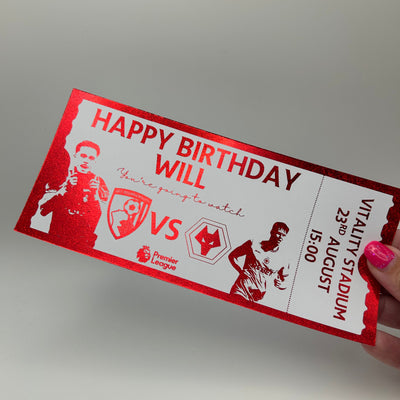 HAPPY BIRTHDAY
WILL
You're going to watch
VS
Premier
League
VITALITY STADIUM
23RD AUGUST
15:00